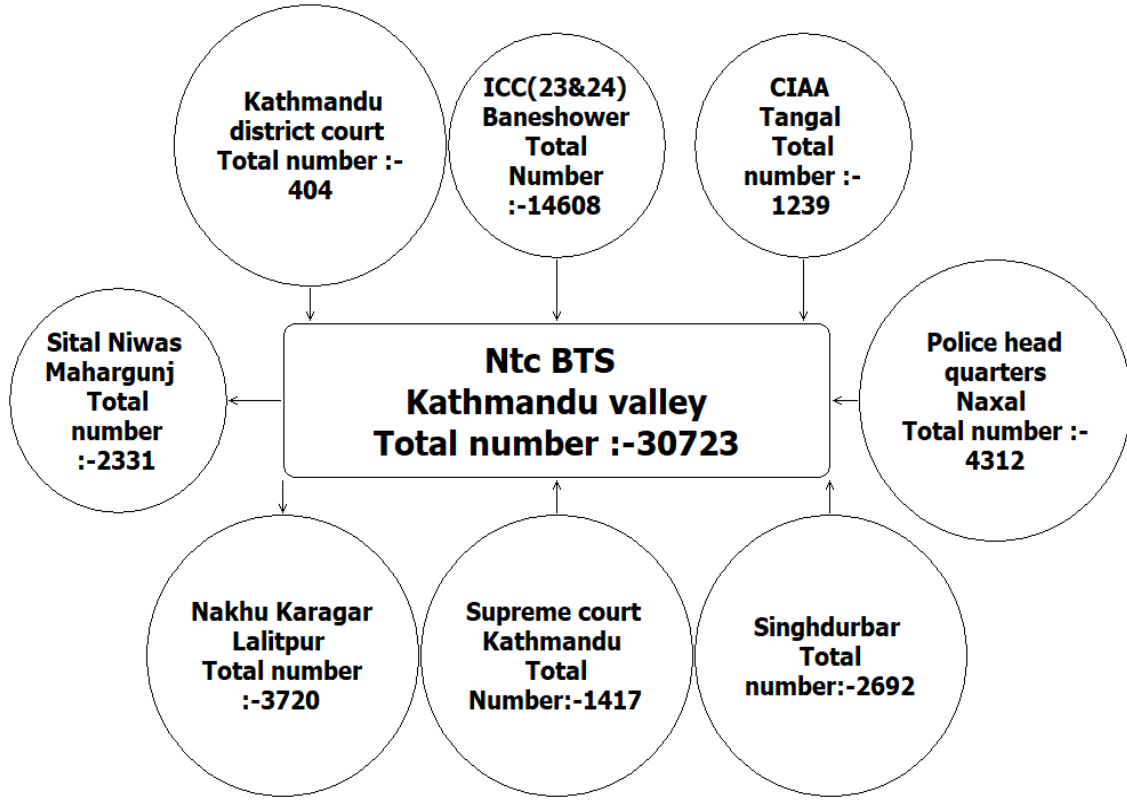 Kathmandu
district court
Total number :-
404
ICC(23&24)
Baneshower
Total
Number
:-14608
CIAA
Tangal
Total
number :-
1239
Sital Niwas
Mahargunj
Total
number
:-2331
Ntc BTS
Kathmandu valley
Total number :-30723
Police head
quarters
Naxal
Total number :-
4312
Nakhu Karagar
Lalitpur
Total number
:-3720
Supreme court
Kathmandu
Total
Number:-1417
Singhdurbar
Total
number:-2692